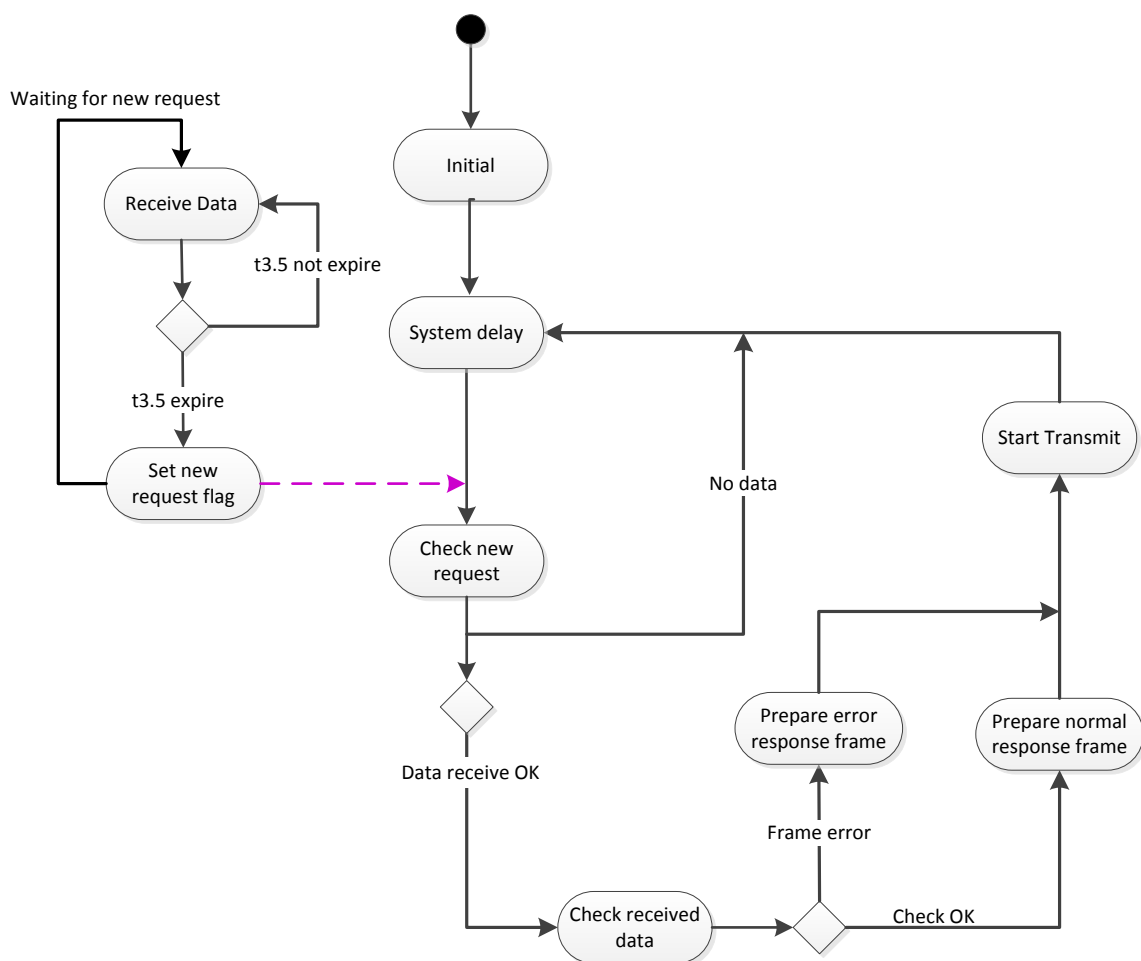 Waiting for new request
Initial
Receive Data
t3.5 not expire
System delay
t3.5 expire
Start Transmit
Set new
request flag
No data
Check new
request
Prepare error
response frame
Prepare normal
response frame
Data receive OK
Frame error
Check received
data
Check OK